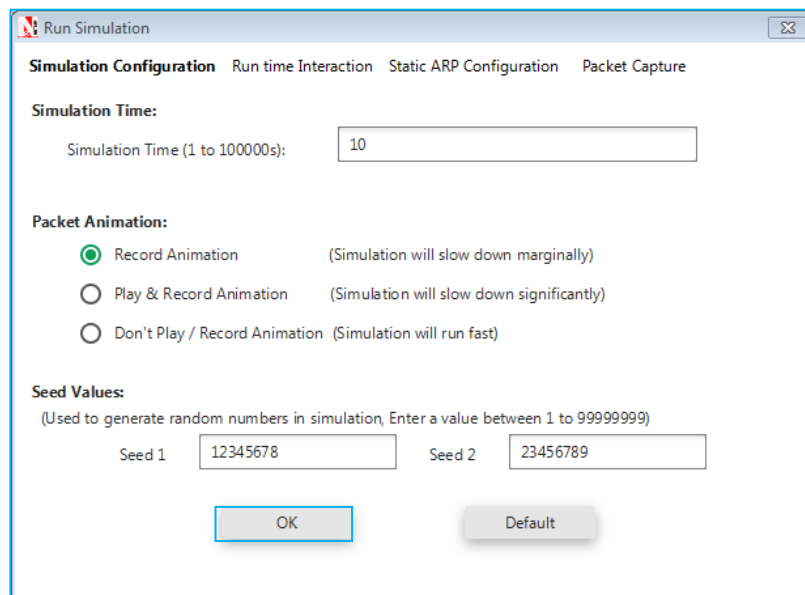 Run Simulation
Simulation Configuration Run time Interaction Static ARP Configuration Packet Capture
Simulation Time:
Simulation Time (1 to 100000s): 10
Packet Animation:
Record Animation (Simulation will slow down marginally)
Play & Record Animation (Simulation will slow down significantly)
Don't Play / Record Animation (Simulation will run fast)
Seed Values:
(Used to generate random numbers in simulation, Enter a value between 1 to 99999999)
Seed 1 12345678 Seed 2 23456789
OK Default